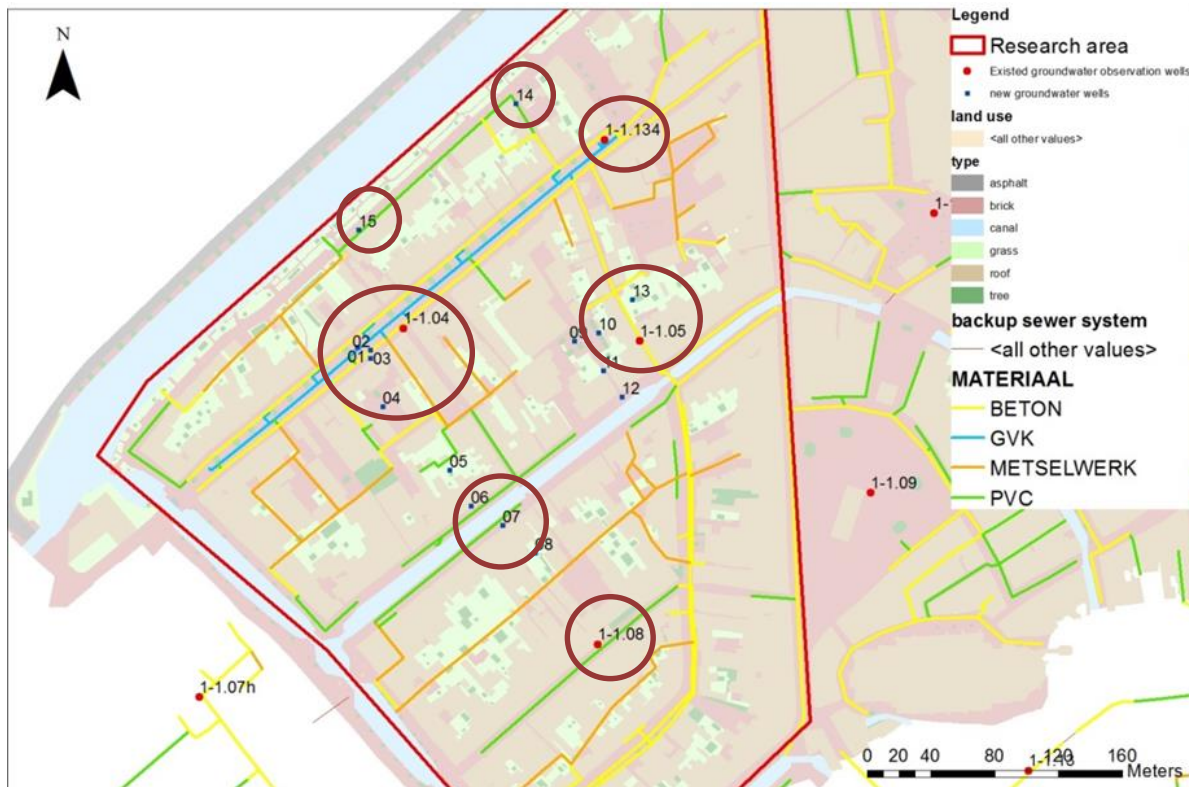 N
14
1-1.134
15
1-1.04
02
01
03
04
05
06
07
08
13
10
09
1-1.05
11
12
1-1.08
1-1.09
1-1.07h
1-
Legend
Research area
Existed groundwater observation wells
new groundwater wells
land use
<all other values>
type
asphalt
brick
canal
grass
roof
tree
backup sewer system
<all other values>
MATERIAAL
BETON
GVK
METSELWERK
PVC
0 20 40 80 120 160
Meters